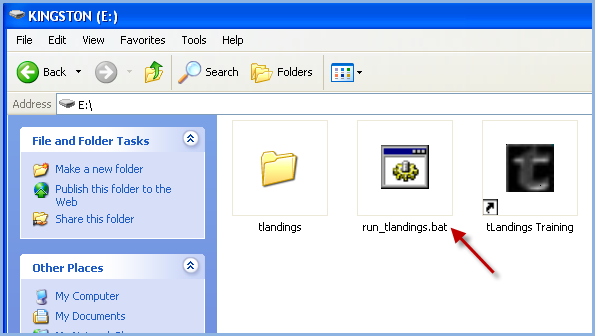 KINGSTON (E:)
File Edit View Favorites Tools Help
Back Search Folders
Address E:\
File and Folder Tasks
Make a new folder
Publish this folder to the
Web
Share this folder
Other Places
My Computer
My Documents
tlandings run_tlandings.bat tLandings Training